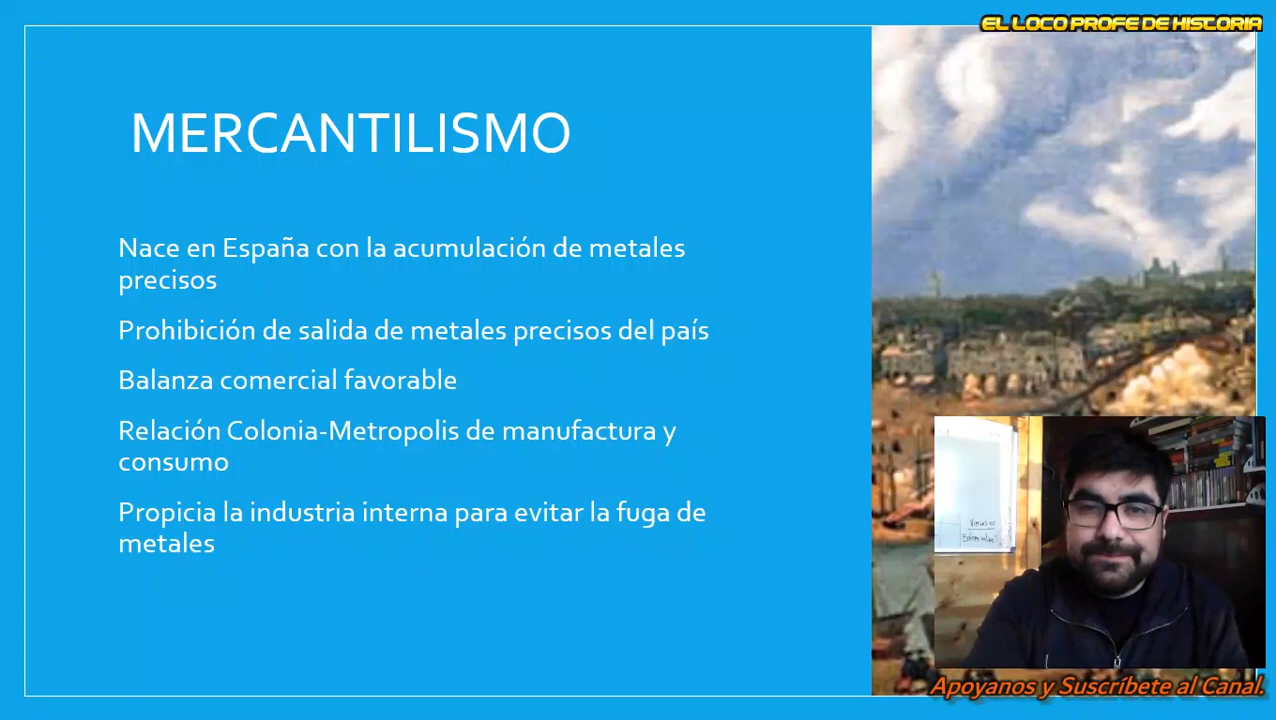 EL LOCO PROFE DE HISTORIA
MERCANTILISMO
Nace en España con la acumulación de metales
precisos
Prohibición de salida de metales precisos del país
Balanza comercial favorable
Relación Colonia-Metropolis de manufactura y
consumo
Propicia la industria interna para evitar la fuga de
metales
Apoyanos y Suscríbete al Canal.